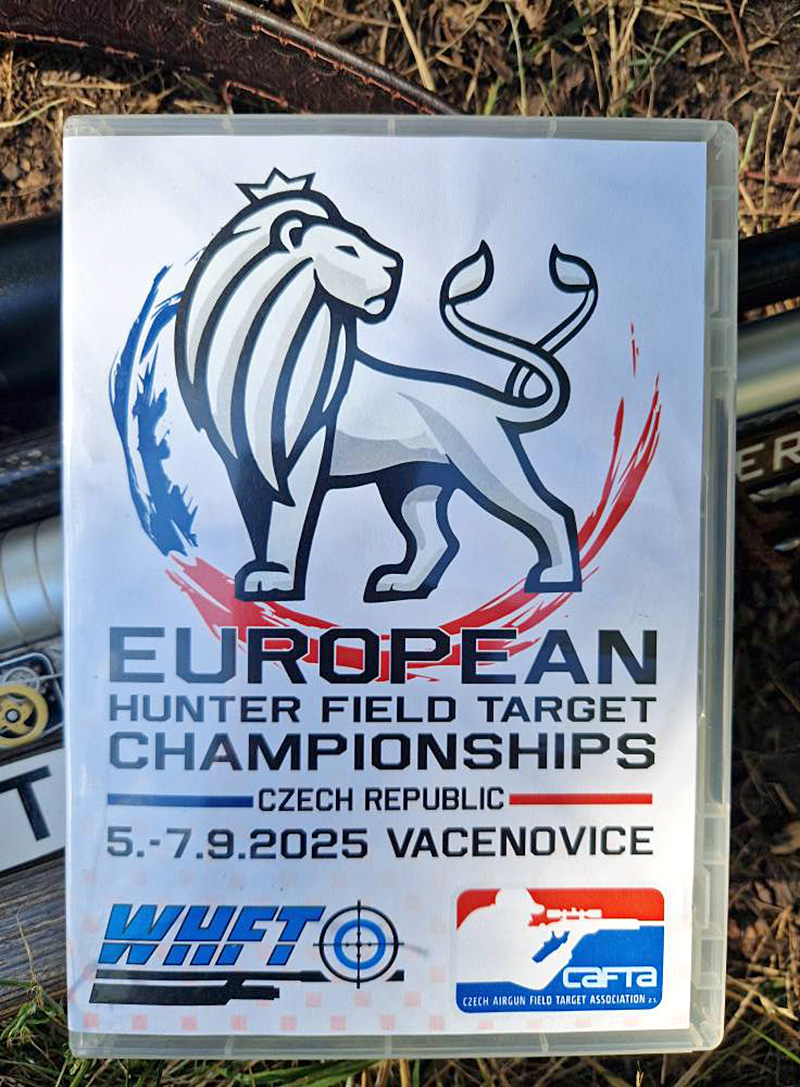 EUROPEAN
HUNTER FIELD TARGET
CHAMPIONSHIPS
CZECH REPUBLIC
5.-7.9.2025 VACENOVICE
WHFT
CAFTA
CZECH AIRGUN FIELD TARGET ASSOCIATION z.s.
ER
T